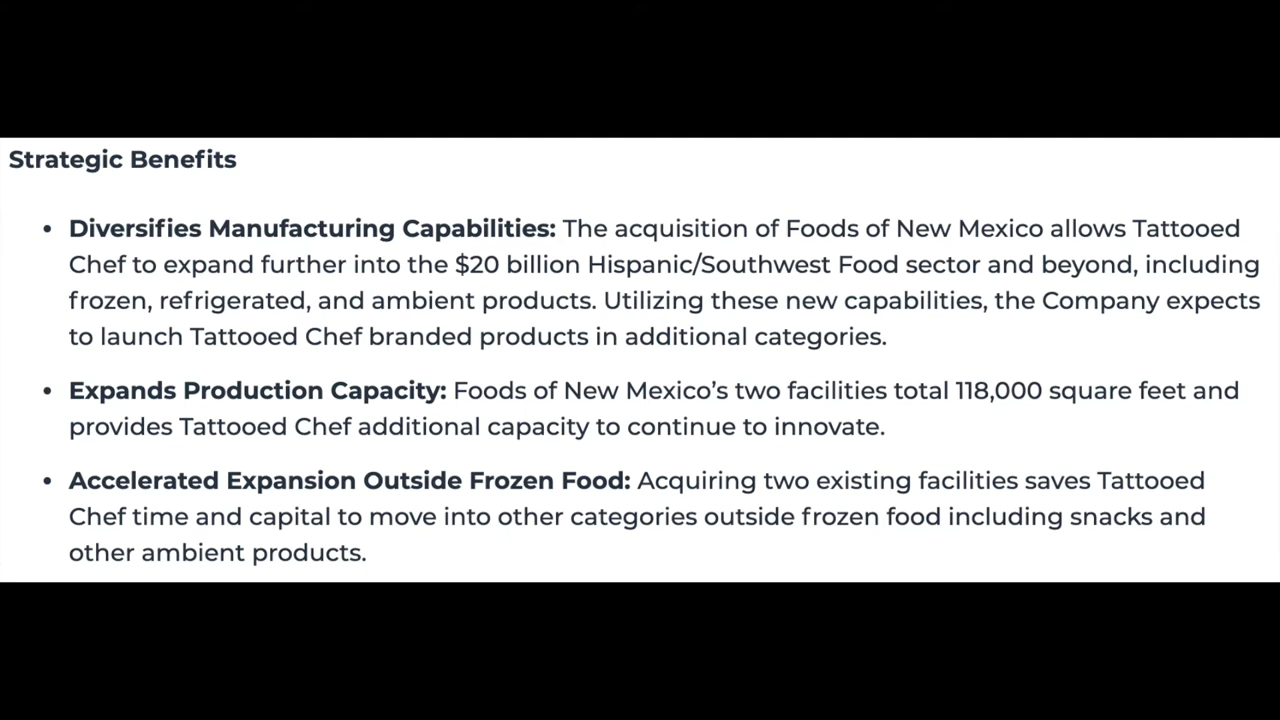 Strategic Benefits
• Diversifies Manufacturing Capabilities: The acquisition of Foods of New Mexico allows Tattooed
Chef to expand further into the $20 billion Hispanic/Southwest Food sector and beyond, including
frozen, refrigerated, and ambient products. Utilizing these new capabilities, the Company expects
to launch Tattooed Chef branded products in additional categories.
• Expands Production Capacity: Foods of New Mexico’s two facilities total 118,000 square feet and
provides Tattooed Chef additional capacity to continue to innovate.
• Accelerated Expansion Outside Frozen Food: Acquiring two existing facilities saves Tattooed
Chef time and capital to move into other categories outside frozen food including snacks and
other ambient products.